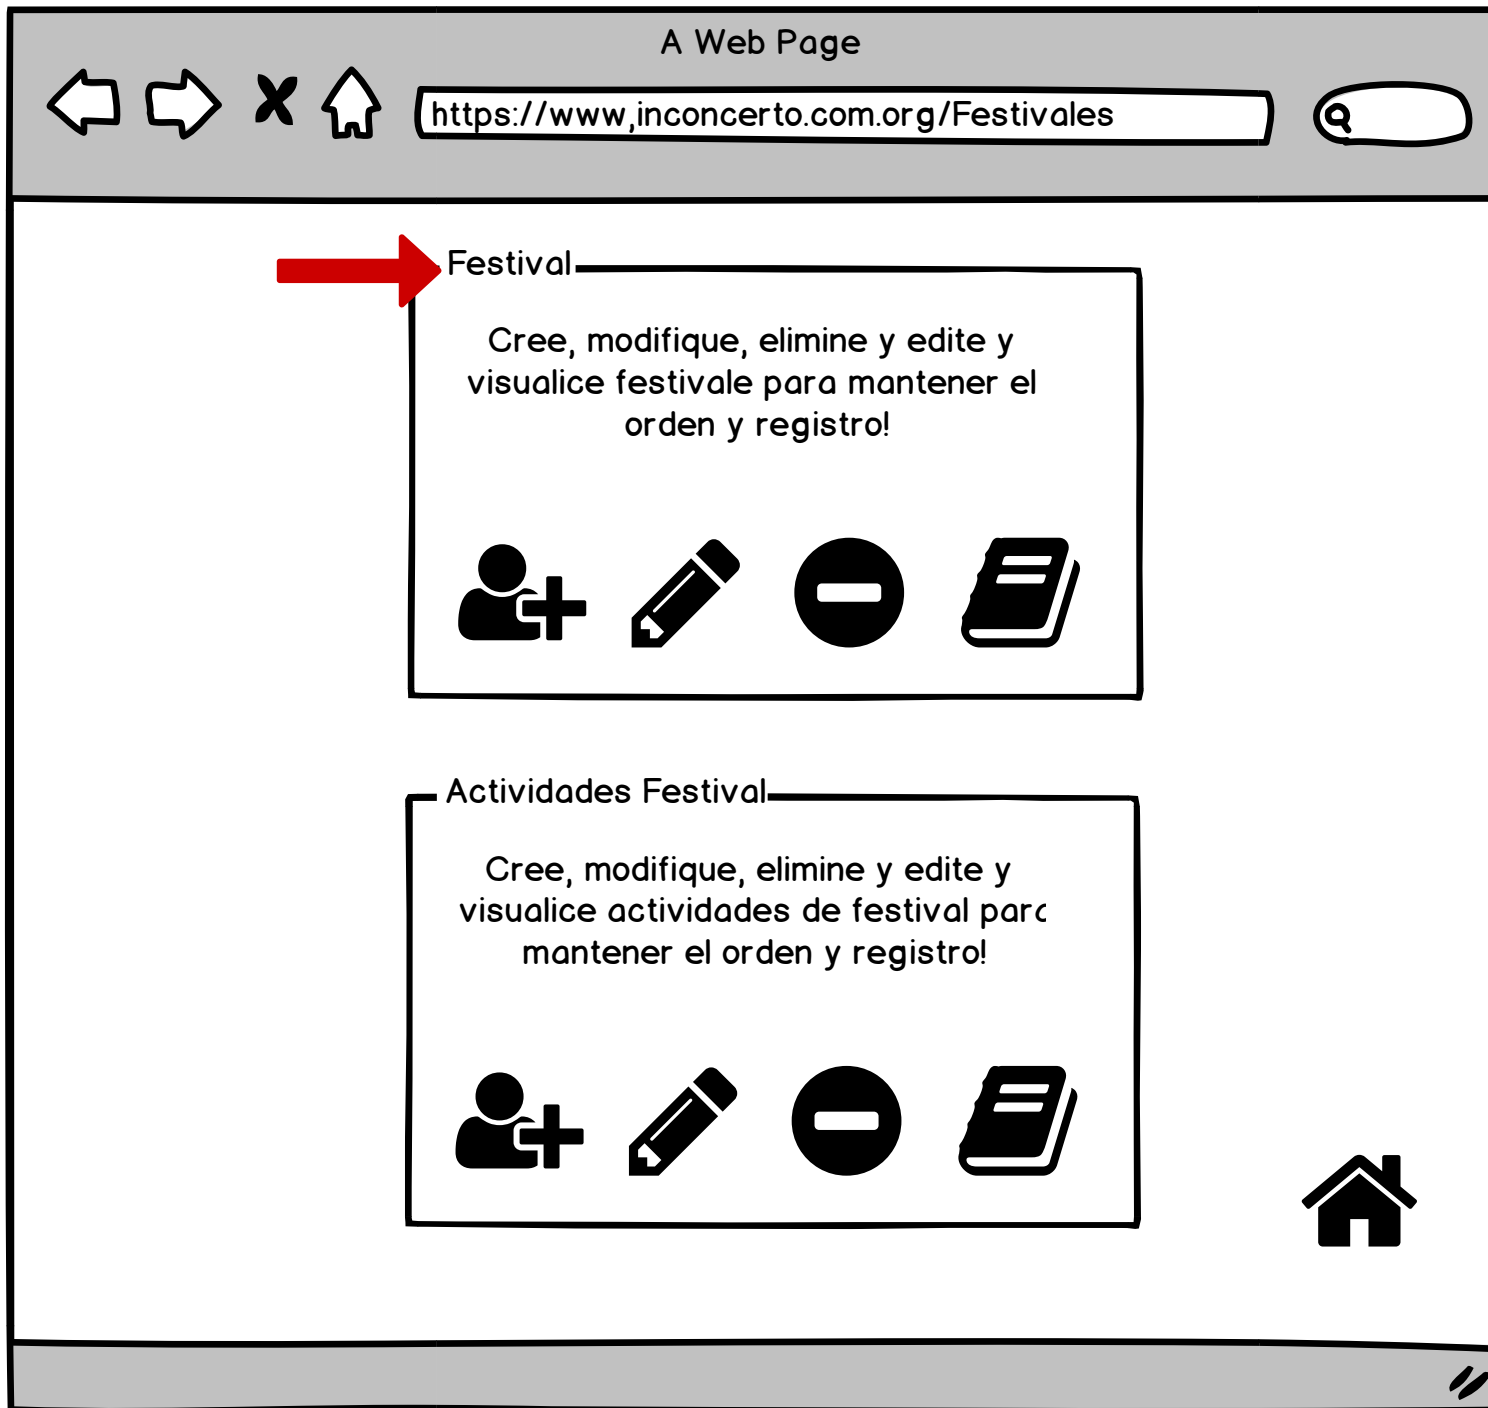 A Web Page
https://www,inconcerto.com.org/Festivales
Festival
Cree, modifique, elimine y edite y
visualice festivale para mantener el
orden y registro!
Actividades Festival
Cree, modifique, elimine y edite y
visualice actividades de festival para
mantener el orden y registro!